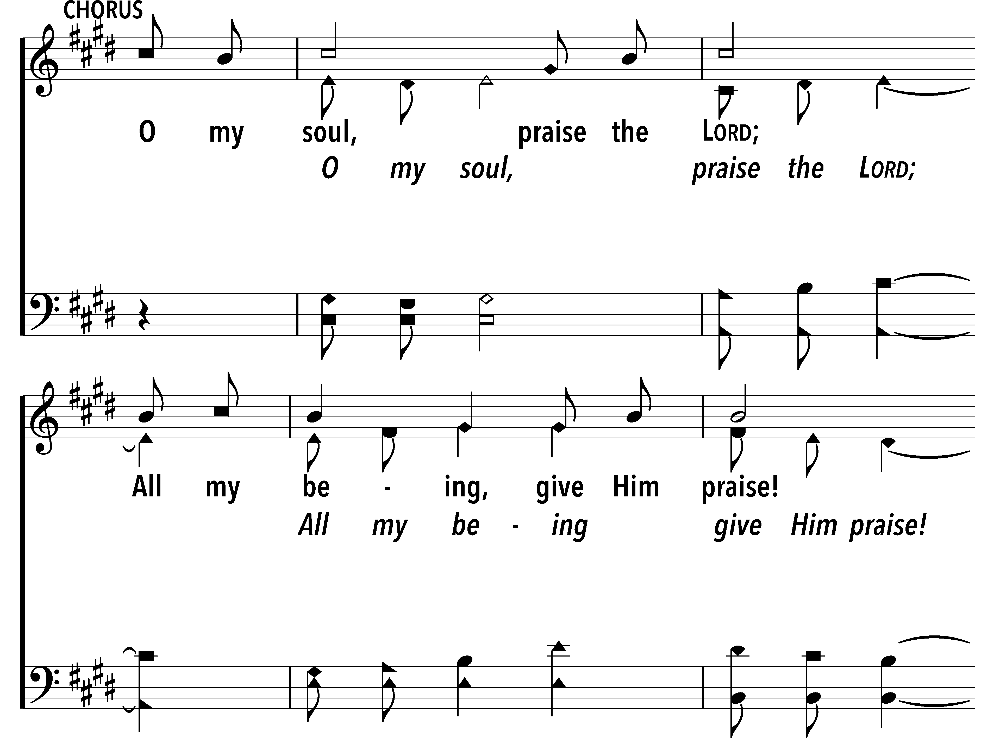 CHORUS
O my soul, praise the LORD;
O my soul, praise the LORD;
All my be - ing, give Him praise!
All my be - ing give Him praise!